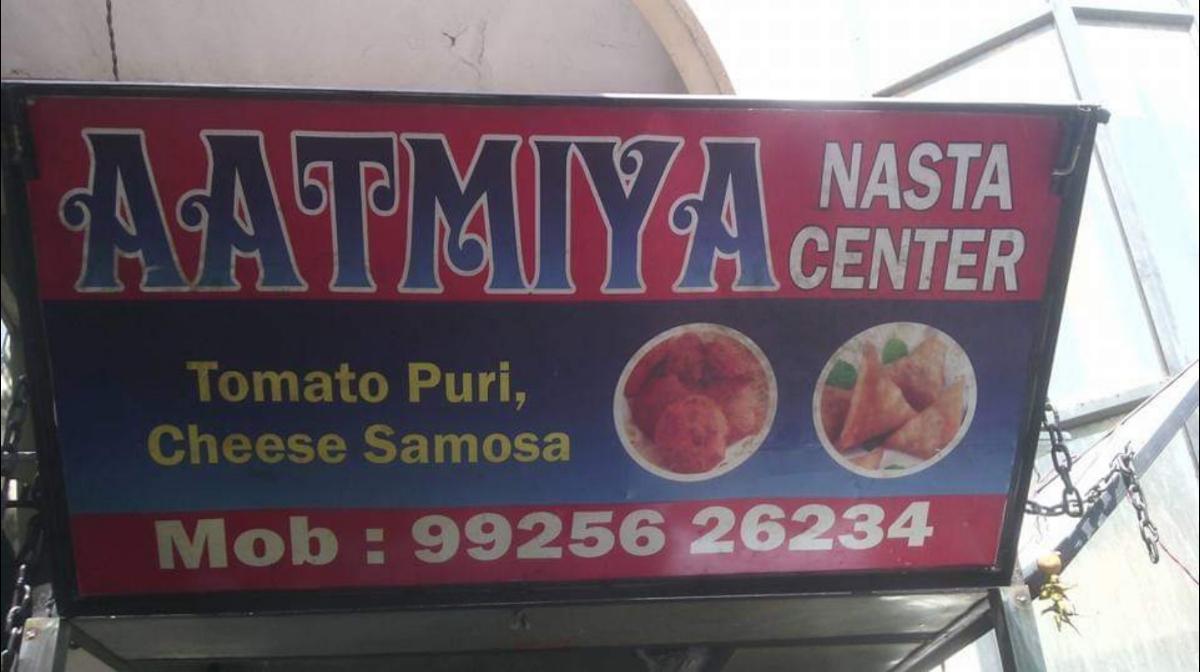 AATMIYA NASTA
CENTER
Tomato Puri,
Cheese Samosa
Mob : 99256 26234